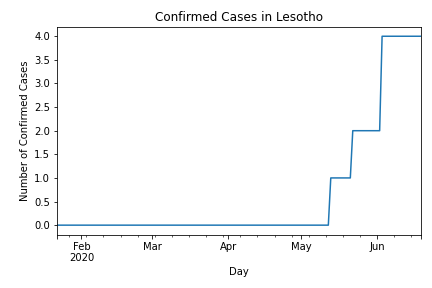 Confirmed Cases in Lesotho
Number of Confirmed Cases
4.0
3.5
3.0
2.5
2.0
1.5
1.0
0.5
0.0
Feb Mar Apr May Jun
2020
Day